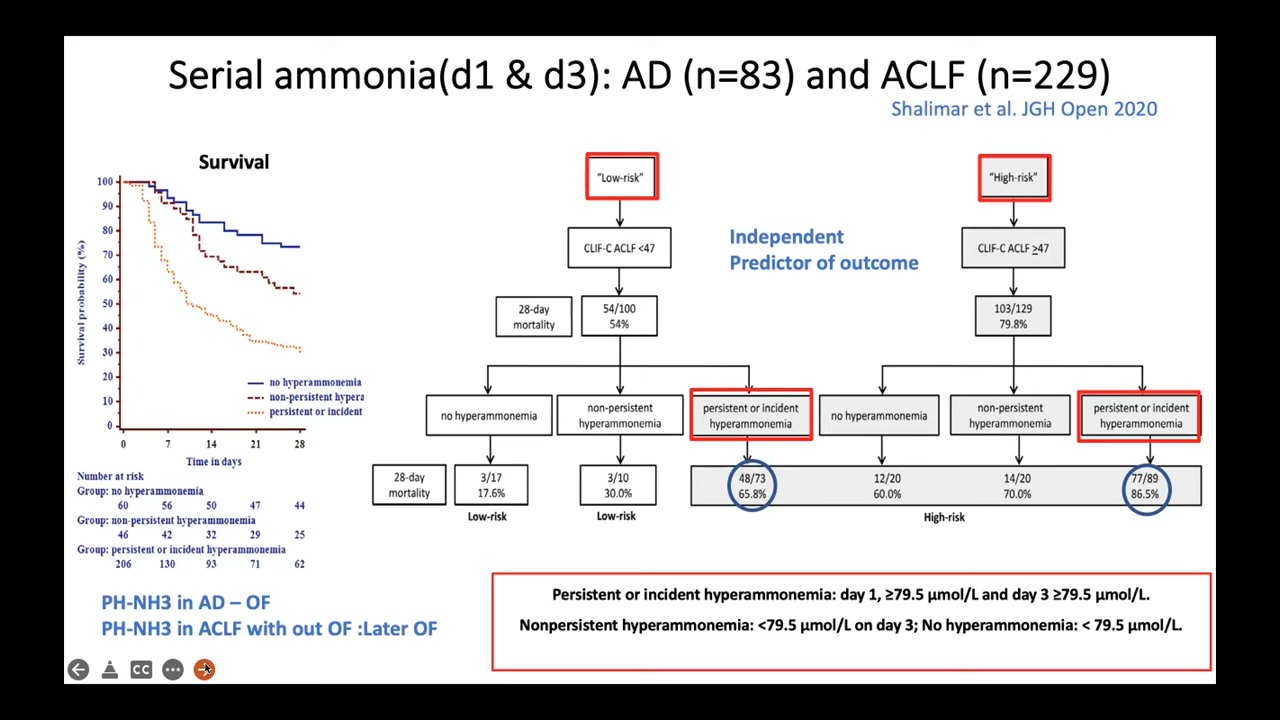 Serial ammonia(d1 & d3): AD (n=83) and ACLF (n=229)
Shalimar et al. JGH Open 2020
Survival
Survival probability (%)
100
90
80
70
60
50
40
30
20
10
0
no hyperammonemia
non-persistent hypera
persistent or incident
0 7 14 21 28
Time in days
Number at risk
Group: no hyperammonemia
60 56 50 47 44
Group: non-persistent hyperammonemia
46 42 32 29 25
Group: persistent or incident hyperammonemia
206 130 93 71 62
PH-NH3 in AD – OF
PH-NH3 in ACLF with out OF :Later OF
"Low-risk"
CLIF-C ACLF <47
28-day
mortality
54/100
54%
Independent
Predictor of outcome
"High-risk"
CLIF-C ACLF ≥47
103/129
79.8%
no hyperammonemia
non-persistent
hyperammonemia
persistent or incident
hyperammonemia
no hyperammonemia
non-persistent
hyperammonemia
persistent or incident
hyperammonemia
28-day
mortality
3/17
17.6%
3/10
30.0%
48/73
65.8%
12/20
60.0%
14/20
70.0%
77/89
86.5%
Low-risk
Low-risk
High-risk
Persistent or incident hyperammonemia: day 1, ≥79.5 μmol/L and day 3 ≥79.5 μmol/L.
Nonpersistent hyperammonemia: <79.5 μmol/L on day 3; No hyperammonemia: < 79.5 μmol/L.
CC